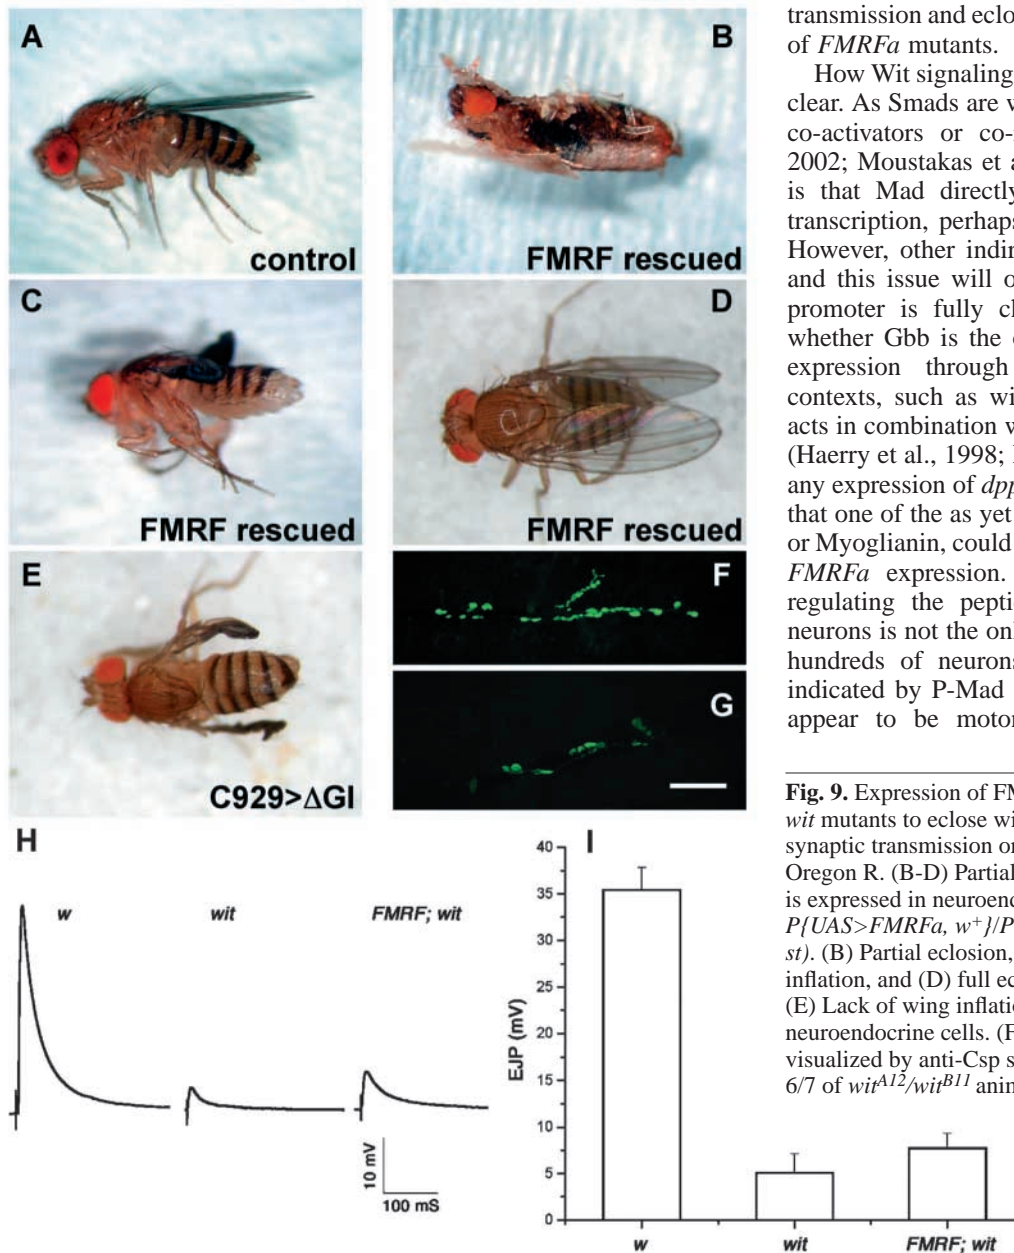 A
control
B
FMRF rescued
C
FMRF rescued
D
FMRF rescued
E
C929>ΔGl
F
G
H
w
wit
FMRF; wit
10 mV
100 mS
I
EJP (mV)
40
35
30
25
20
15
10
5
0
w
wit
FMRF; wit
transmission and eclo
of FMRFa mutants.
How Wit signaling
clear. As Smads are v
co-activators or co-
2002; Moustakas et a
is that Mad directly
transcription, perhaps
However, other indir
and this issue will o
promoter is fully cl
whether Gbb is the
expression through
contexts, such as wi
acts in combination w
(Haerry et al., 1998;
any expression of dpp
that one of the as yet
or Myoglianin, could
FMRFa expression.
regulating the pepti
neurons is not the onl
hundreds of neurons
indicated by P-Mad
appear to be motor
Fig. 9. Expression of FM
wit mutants to eclose wi
synaptic transmission or
Oregon R. (B-D) Partial
is expressed in neuroend
P{UAS>FMRFa, w+}/P
st). (B) Partial eclosion,
inflation, and (D) full ec
(E) Lack of wing inflatio
neuroendocrine cells. (F
visualized by anti-Csp s
6/7 of witA12/witB11 anim